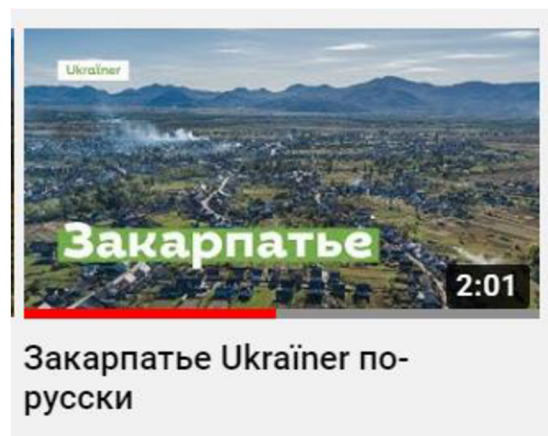 Ukraïner
Закарпатье
2:01
Закарпатье Ukraïner по-
русски